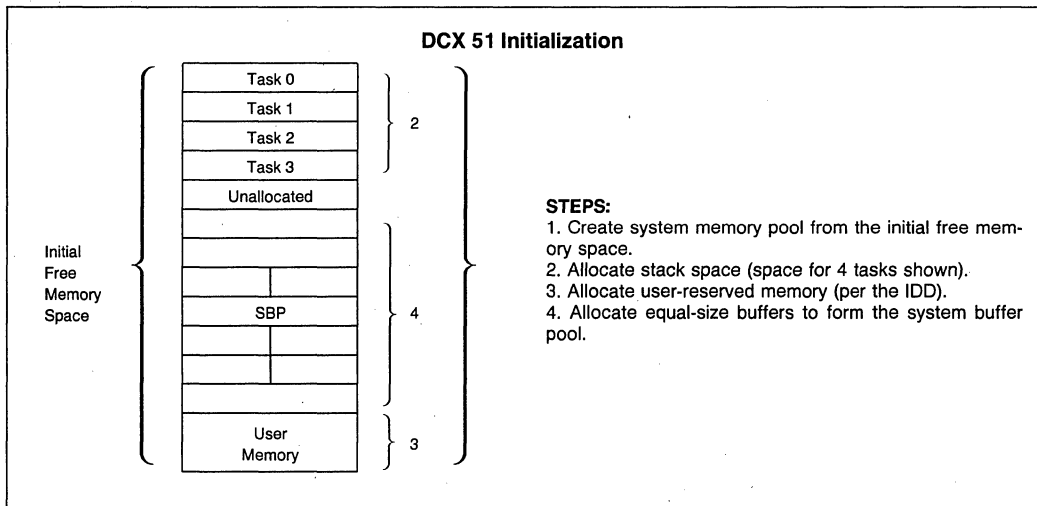 DCX 51 Initialization
Task 0
Task 1
Task 2
Task 3
2
Unallocated
Initial
Free
Memory
Space
SBP
4
User
Memory
3
STEPS:
1. Create system memory pool from the initial free mem-
ory space.
2. Allocate stack space (space for 4 tasks shown).
3. Allocate user-reserved memory (per the IDD).
4. Allocate equal-size buffers to form the system buffer
pool.